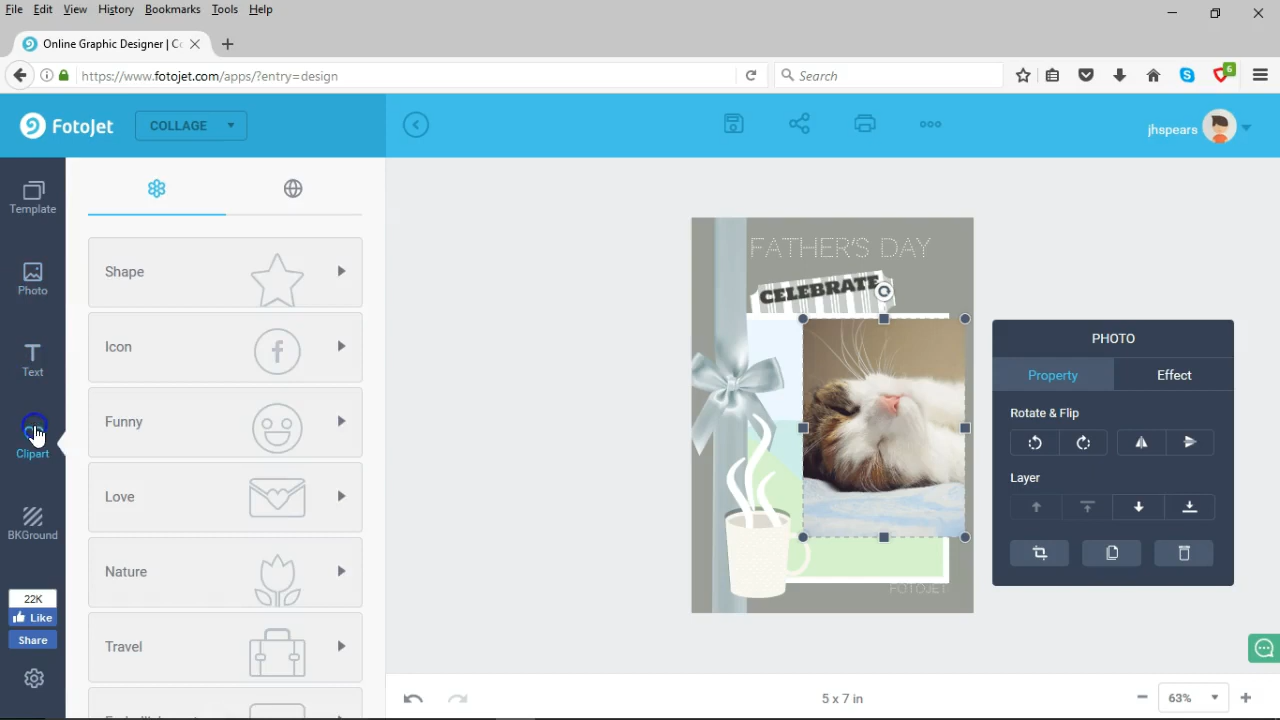 File Edit View History Bookmarks Tools Help
Online Graphic Designer | C
https://www.fotojet.com/apps/?entry=design
Search
6
FotoJet
COLLAGE
jhspears
Template
Photo
Text
Clipart
BKGround
22K
Like
Share
Shape
Icon
Funny
Love
Nature
Travel
FATHER'S DAY
CELEBRATE
FOTOJET
PHOTO
Property Effect
Rotate & Flip
Layer
5 x 7 in
63%